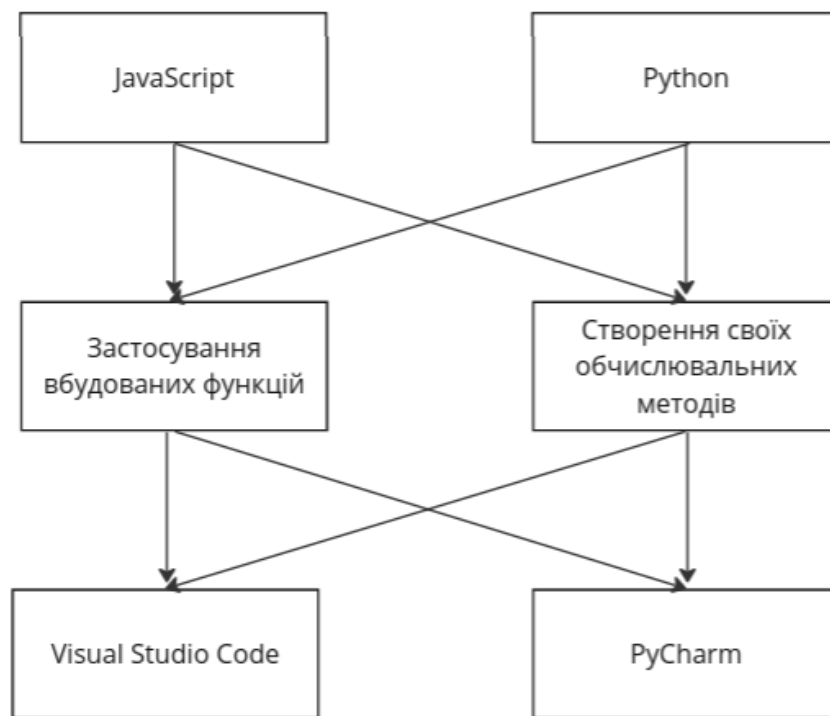 JavaScript
Python
Застосування
вбудованих функцій
Створення своїх
обчислювальних
методів
Visual Studio Code
PyCharm